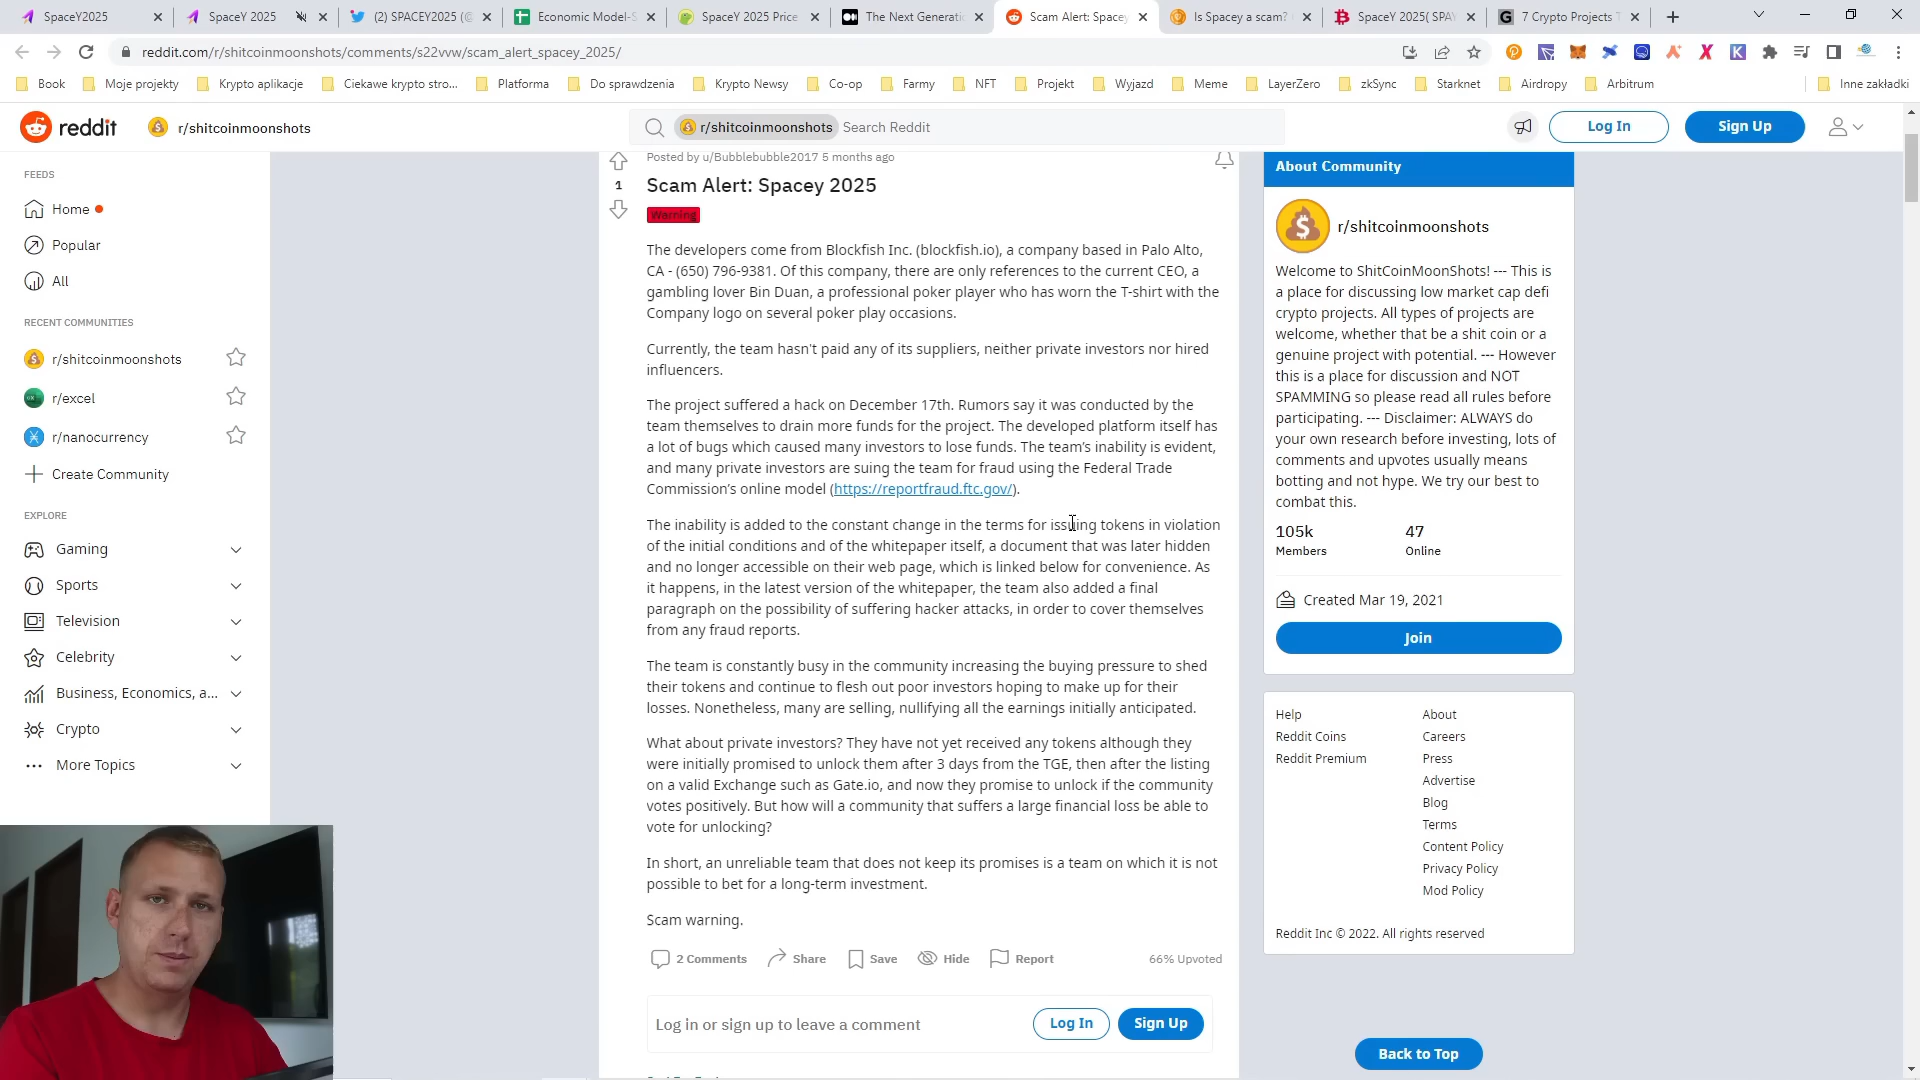 SpaceY2025
SpaceY 2025
(2) SPACEY2025 (@
Economic Model-S
SpaceY 2025 Price
The Next Generatio
Scam Alert: Spacey
Is Spacey a scam?
SpaceY 2025( SPAY
7 Crypto Projects T
reddit.com/r/shitcoinmoonshots/comments/s22vvw/scam_alert_spacey_2025/
Book
Moje projekty
Krypto aplikacje
Ciekawe krypto stro...
Platforma
Do sprawdzenia
Krypto Newsy
Co-op
Farmy
NFT
Projekt
Wyjazd
Meme
LayerZero
zkSync
Starknet
Airdropy
Arbitrum
Inne zakładki
reddit
r/shitcoinmoonshots
r/shitcoinmoonshots
Search Reddit
Log In
Sign Up
FEEDS
Home
Popular
All
RECENT COMMUNITIES
r/shitcoinmoonshots
r/excel
r/nanocurrency
Create Community
EXPLORE
Gaming
Sports
Television
Celebrity
Business, Economics, a...
Crypto
More Topics
Posted by u/Bubblebubble2017 5 months ago
1
Scam Alert: Spacey 2025
Warning
The developers come from Blockfish Inc. (blockfish.io), a company based in Palo Alto,
CA - (650) 796-9381. Of this company, there are only references to the current CEO, a
gambling lover Bin Duan, a professional poker player who has worn the T-shirt with the
Company logo on several poker play occasions.
Currently, the team hasn't paid any of its suppliers, neither private investors nor hired
influencers.
The project suffered a hack on December 17th. Rumors say it was conducted by the
team themselves to drain more funds for the project. The developed platform itself has
a lot of bugs which caused many investors to lose funds. The team's inability is evident,
and many private investors are suing the team for fraud using the Federal Trade
Commission's online model (https://reportfraud.ftc.gov/).
The inability is added to the constant change in the terms for issuing tokens in violation
of the initial conditions and of the whitepaper itself, a document that was later hidden
and no longer accessible on their web page, which is linked below for convenience. As
it happens, in the latest version of the whitepaper, the team also added a final
paragraph on the possibility of suffering hacker attacks, in order to cover themselves
from any fraud reports.
The team is constantly busy in the community increasing the buying pressure to shed
their tokens and continue to flesh out poor investors hoping to make up for their
losses. Nonetheless, many are selling, nullifying all the earnings initially anticipated.
What about private investors? They have not yet received any tokens although they
were initially promised to unlock them after 3 days from the TGE, then after the listing
on a valid Exchange such as Gate.io, and now they promise to unlock if the community
votes positively. But how will a community that suffers a large financial loss be able to
vote for unlocking?
In short, an unreliable team that does not keep its promises is a team on which it is not
possible to bet for a long-term investment.
Scam warning.
2 Comments
Share
Save
Hide
Report
66% Upvoted
Log in or sign up to leave a comment
Log In
Sign Up
About Community
r/shitcoinmoonshots
Welcome to ShitCoinMoonShots! --- This is
a place for discussing low market cap defi
crypto projects. All types of projects are
welcome, whether that be a shit coin or a
genuine project with potential. --- However
this is a place for discussion and NOT
SPAMMING so please read all rules before
participating. --- Disclaimer: ALWAYS do
your own research before investing, lots of
comments and upvotes usually means
botting and not hype. We try our best to
combat this.
105k
Members
47
Online
Created Mar 19, 2021
Join
Help
About
Reddit Coins
Careers
Reddit Premium
Press
Advertise
Blog
Terms
Content Policy
Privacy Policy
Mod Policy
Reddit Inc © 2022. All rights reserved
Back to Top